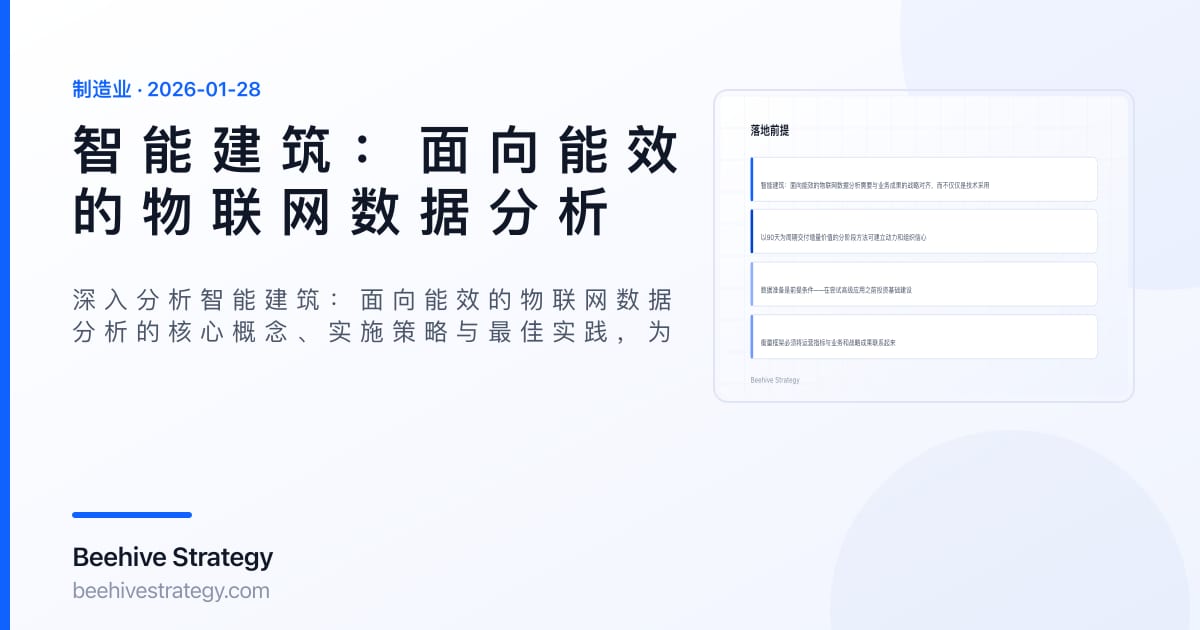 制造业 · 2026-01-28
智能建筑：面向能效
的物联网数据分析
深入分析智能建筑：面向能效的物联网数据
分析的核心概念、实施策略与最佳实践，为
Beehive Strategy
beehivestrategy.com
落地前提
智能建筑：面向能效的物联网数据分析需要与业务成果的战略对齐，而不仅仅是技术采用
以90天为周期交付增量价值的分阶段方法可建立动力和组织信心
数据准备是前提条件——在尝试高级应用之前投资基础建设
衡量框架必须将运营指标与业务和战略成果联系起来
Beehive Strategy